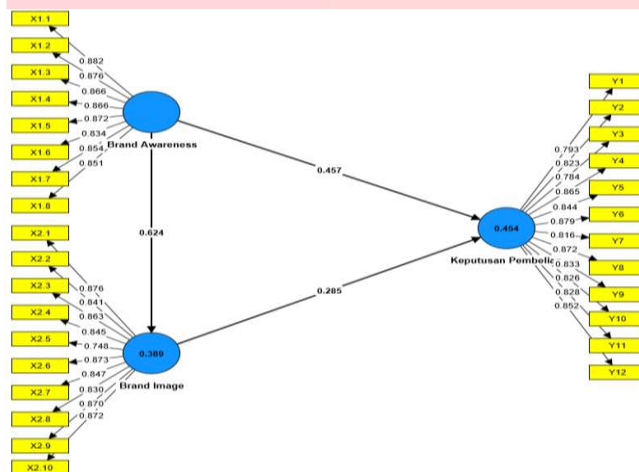 X1.1
X1.2
X1.3
X1.4
X1.5
X1.6
X1.7
X1.8
0.882
0.876
0.866
0.866
0.872
0.834
0.854
0.851
Brand Awareness
0.457
0.624
0.285
X2.1
X2.2
X2.3
X2.4
X2.5
X2.6
X2.7
X2.8
X2.9
X2.10
0.876
0.841
0.863
0.845
0.748
0.873
0.847
0.830
0.870
0.872
0.389
Brand Image
0.454
Keputusan Pembelia
0.793
0.823
0.784
0.865
0.844
0.879
0.816
0.872
0.833
0.826
0.828
0.852
Y1
Y2
Y3
Y4
Y5
Y6
Y7
Y8
Y9
Y10
Y11
Y12